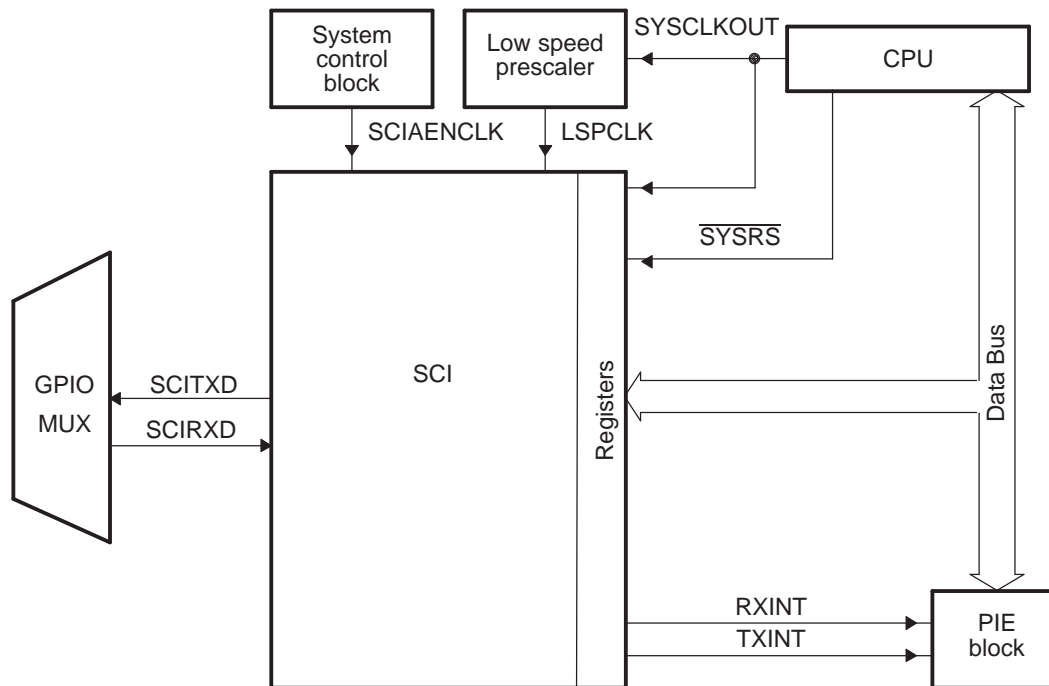 System
control
block
Low speed
prescaler
SYSCLKOUT
CPU
SCIAENCLK
LSPCLK
S̅Y̅S̅R̅S̅
GPIO
MUX
SCITXD
SCIRXD
SCI
Registers
Data Bus
RXINT
TXINT
PIE
block